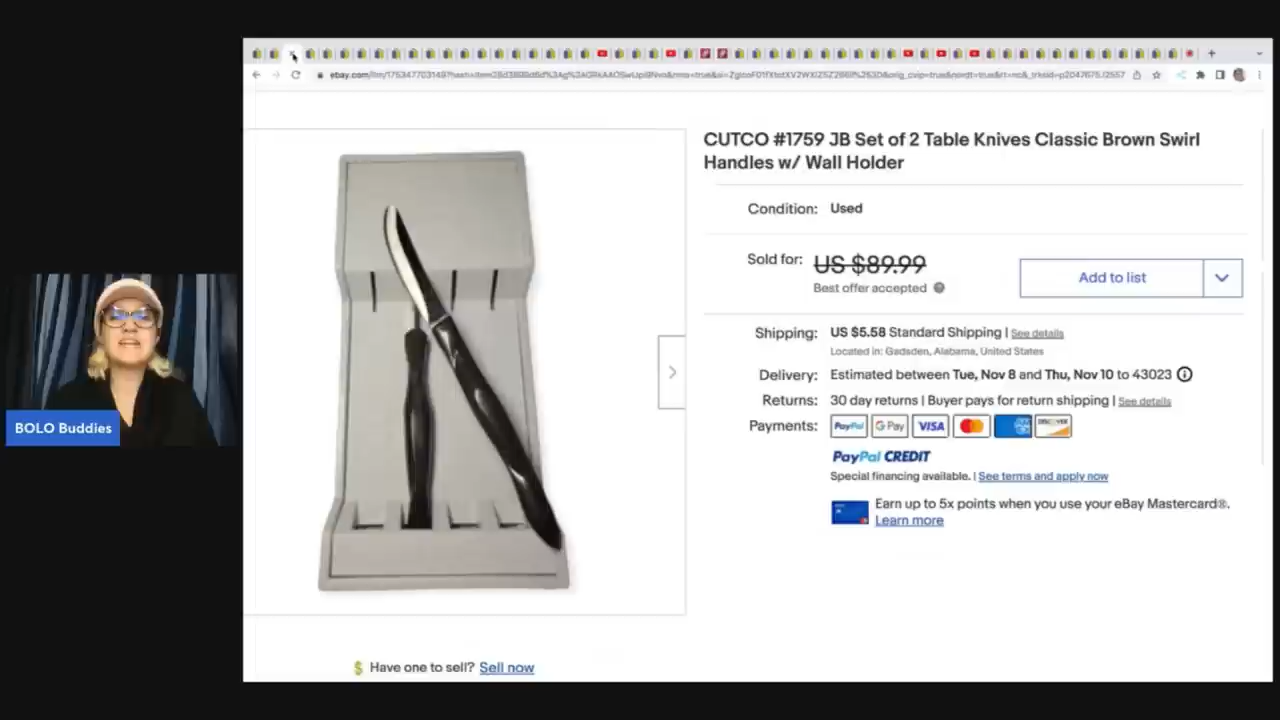 CUTCO #1759 JB Set of 2 Table Knives Classic Brown Swirl
Handles w/ Wall Holder
Condition: Used
Sold for: US $89.99
Best offer accepted
Add to list
Shipping: US $5.58 Standard Shipping | See details
Located in: Gadsden, Alabama, United States
Delivery: Estimated between Tue, Nov 8 and Thu, Nov 10 to 43023
Returns: 30 day returns | Buyer pays for return shipping | See details
Payments: PayPal G Pay VISA DISCOVER
PayPal CREDIT
Special financing available. | See terms and apply now
Earn up to 5x points when you use your eBay Mastercard®.
Learn more
Have one to sell? Sell now
BOLO Buddies